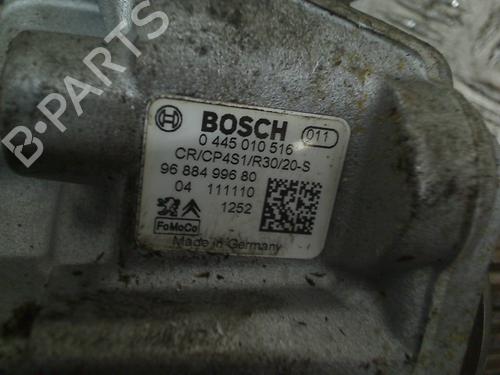 B-PARTS
BOSCH 011
0 445 010 516
CR/CP4S1/R30/20-S
96 884 996 80
04 111110
1252
FoMoCo
Made in Germany